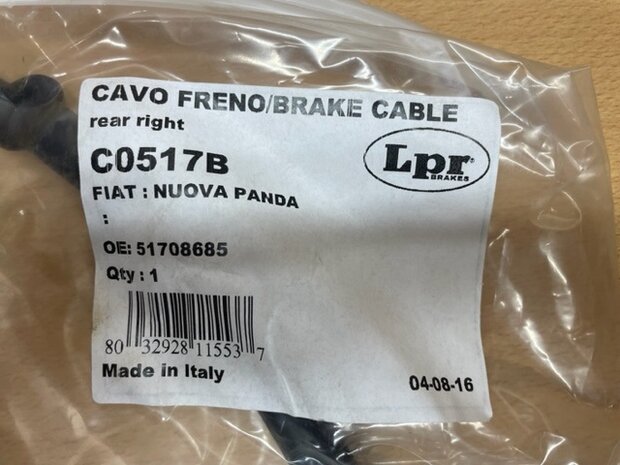 CAVO FRENO/BRAKE CABLE
rear right
C0517B
Lpr®
BRAKES
FIAT : NUOVA PANDA
:
OE: 51708685
Qty : 1
80 32928 11553 7
Made in Italy
04-08-16